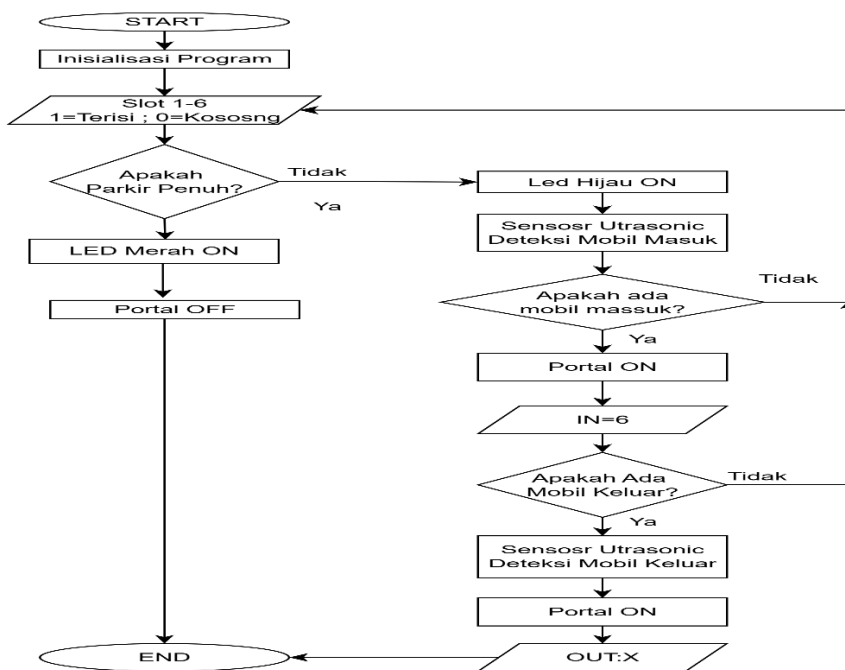 START
Inisialisasi Program
Slot 1-6
1=Terisi ; 0=Kososng
Apakah
Parkir Penuh?
Tidak
Ya
LED Merah ON
Portal OFF
Led Hijau ON
Sensosr Utrasonic
Deteksi Mobil Masuk
Apakah ada
mobil massuk?
Tidak
Ya
Portal ON
IN=6
Apakah Ada
Mobil Keluar?
Tidak
Ya
Sensosr Utrasonic
Deteksi Mobil Keluar
Portal ON
OUT:X
END